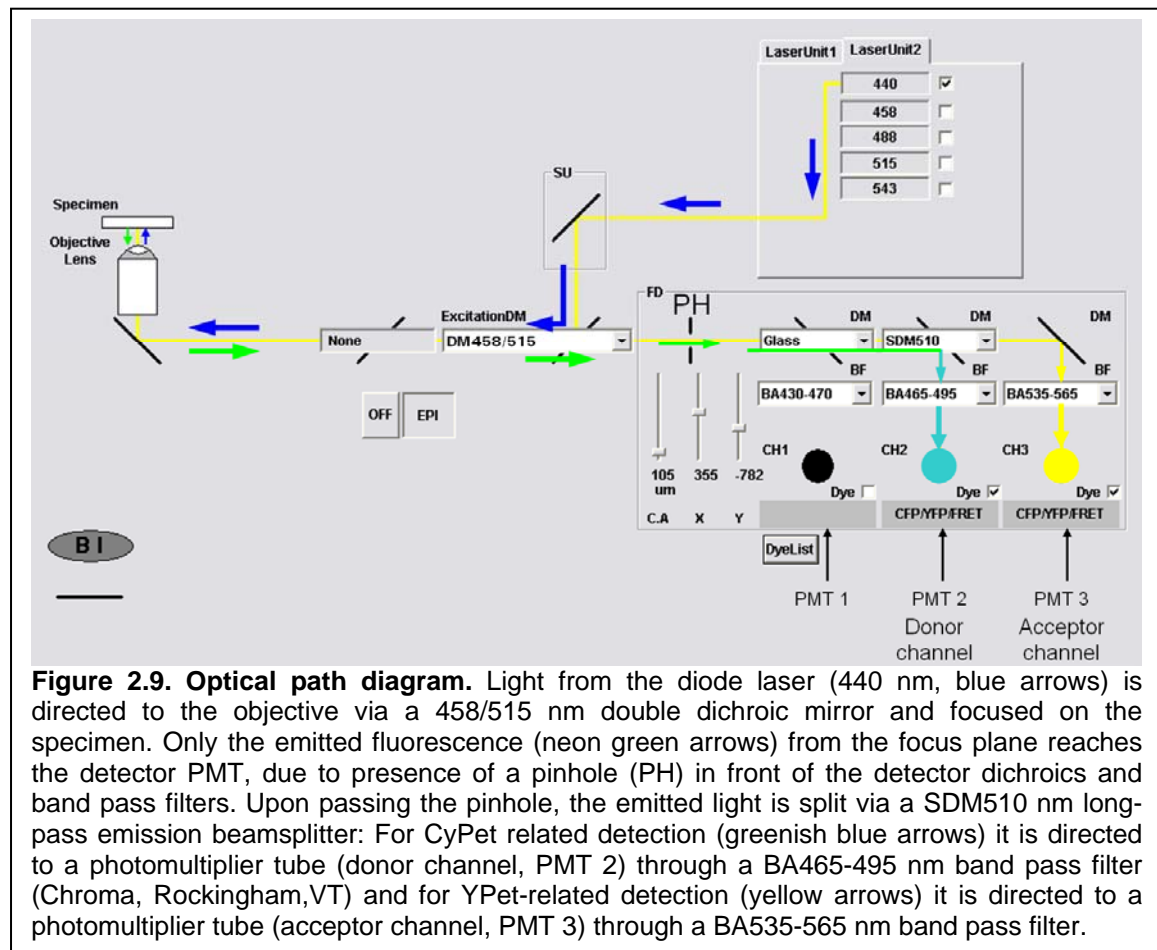 LaserUnit1 LaserUnit2
440
458
488
515
543
SU
Specimen
Objective
Lens
ExcitationDM
None
DM458/515
OFF
EPI
FD
PH
DM
DM
DM
Glass
SDM510
BF
BF
BF
BA430-470
BA465-495
BA535-565
CH1
CH2
CH3
105
um
355
-782
C.A
X
Y
Dye
Dye
Dye
CFP/YFP/FRET
CFP/YFP/FRET
DyeList
B I
PMT 1
PMT 2
Donor
channel
PMT 3
Acceptor
channel
Figure 2.9. Optical path diagram. Light from the diode laser (440 nm, blue arrows) is
directed to the objective via a 458/515 nm double dichroic mirror and focused on the
specimen. Only the emitted fluorescence (neon green arrows) from the focus plane reaches
the detector PMT, due to presence of a pinhole (PH) in front of the detector dichroics and
band pass filters. Upon passing the pinhole, the emitted light is split via a SDM510 nm long-
pass emission beamsplitter: For CyPet related detection (greenish blue arrows) it is directed
to a photomultiplier tube (donor channel, PMT 2) through a BA465-495 nm band pass filter
(Chroma, Rockingham,VT) and for YPet-related detection (yellow arrows) it is directed to a
photomultiplier tube (acceptor channel, PMT 3) through a BA535-565 nm band pass filter.